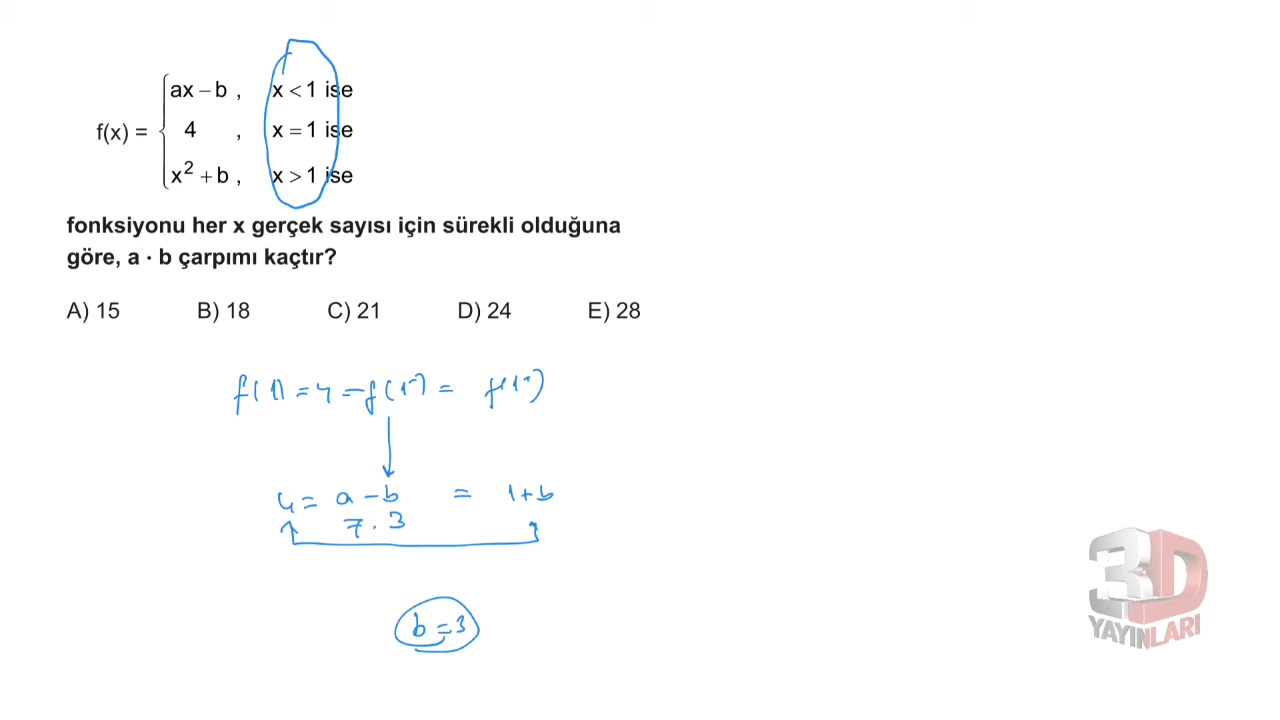 f(x) = { ax – b , x < 1 ise
4 , x = 1 ise
x² + b , x > 1 ise
fonksiyonu her x gerçek sayısı için sürekli olduğuna
göre, a · b çarpımı kaçtır?
A) 15 B) 18 C) 21 D) 24 E) 28
f(1) = 4 = f(1⁻) = f(1⁺)
4 = a – b = 1 + b
7 . 3
b = 3
3D
YAYINLARI